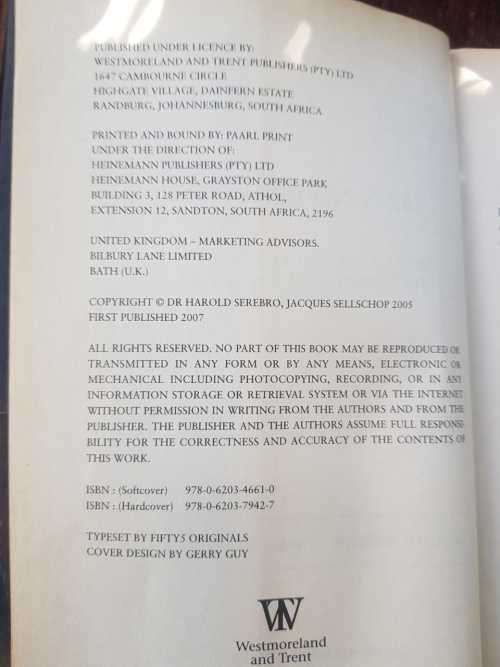 PUBLISHED UNDER LICENCE BY:
WESTMORELAND AND TRENT PUBLISHERS (PTY) LTD
1647 CAMBOURNE CIRCLE
HIGHGATE VILLAGE, DAINFERN ESTATE
RANDBURG, JOHANNESBURG, SOUTH AFRICA
PRINTED AND BOUND BY: PAARL PRINT
UNDER THE DIRECTION OF:
HEINEMANN PUBLISHERS (PTY) LTD
HEINEMANN HOUSE, GRAYSTON OFFICE PARK
BUILDING 3, 128 PETER ROAD, ATHOL,
EXTENSION 12, SANDTON, SOUTH AFRICA, 2196
UNITED KINGDOM – MARKETING ADVISORS.
BILBURY LANE LIMITED
BATH (U.K.)
COPYRIGHT © DR HAROLD SEREBRO, JACQUES SELLSCHOP 2005
FIRST PUBLISHED 2007
ALL RIGHTS RESERVED. NO PART OF THIS BOOK MAY BE REPRODUCED OR
TRANSMITTED IN ANY FORM OR BY ANY MEANS, ELECTRONIC OR
MECHANICAL INCLUDING PHOTOCOPYING, RECORDING, OR IN ANY
INFORMATION STORAGE OR RETRIEVAL SYSTEM OR VIA THE INTERNET
WITHOUT PERMISSION IN WRITING FROM THE AUTHORS AND FROM THE
PUBLISHER. THE PUBLISHER AND THE AUTHORS ASSUME FULL RESPONSI-
BILITY FOR THE CORRECTNESS AND ACCURACY OF THE CONTENTS OF
THIS WORK.
ISBN : (Softcover) 978-0-6203-4661-0
ISBN : (Hardcover) 978-0-6203-7942-7
TYPESET BY FIFTY5 ORIGINALS
COVER DESIGN BY GERRY GUY
Westmoreland
and Trent